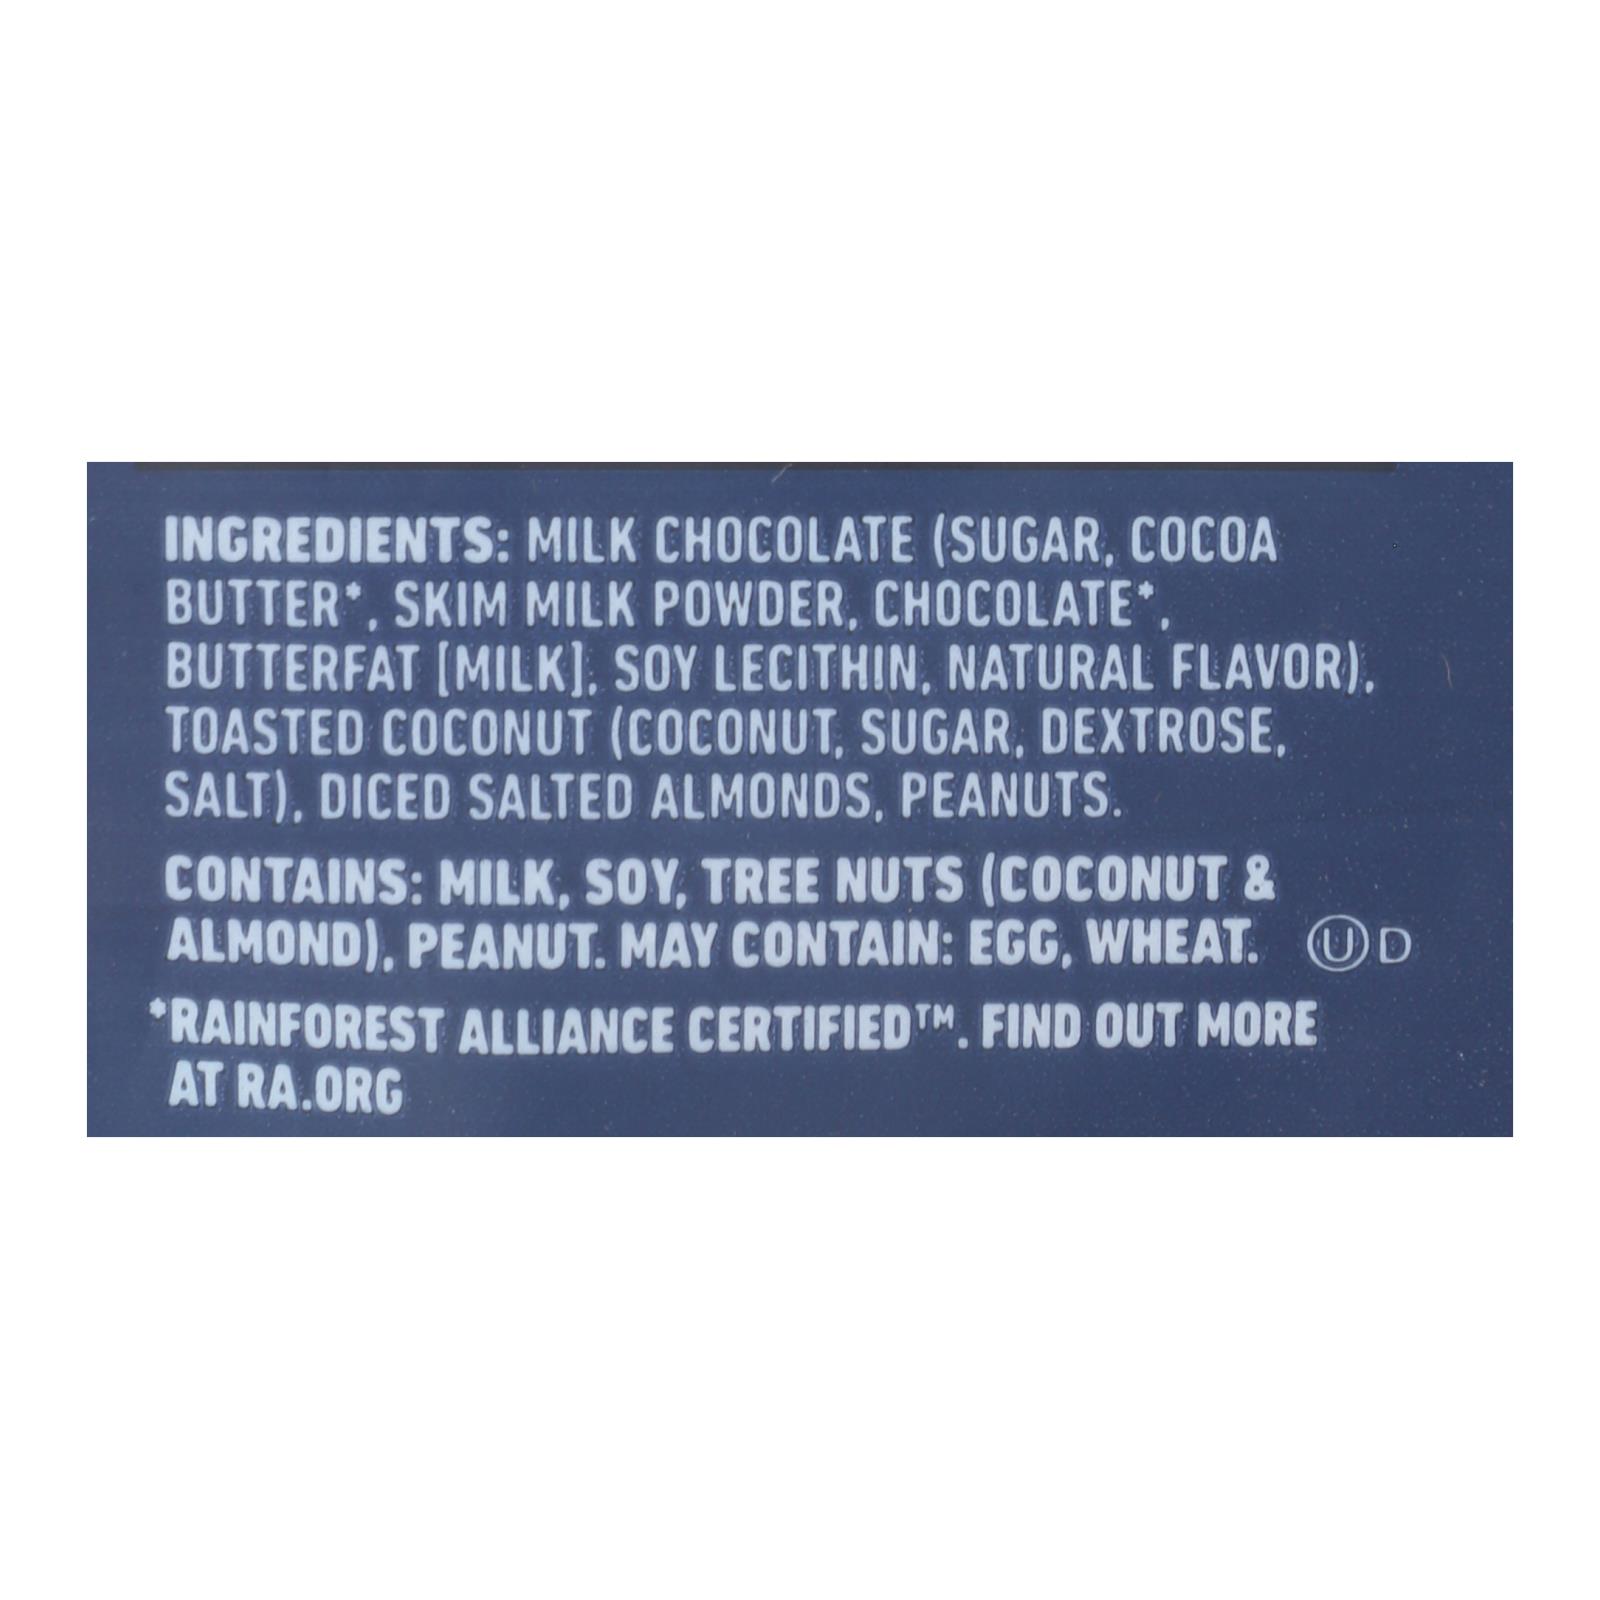 INGREDIENTS: MILK CHOCOLATE (SUGAR, COCOA
BUTTER*, SKIM MILK POWDER, CHOCOLATE*,
BUTTERFAT [MILK], SOY LECITHIN, NATURAL FLAVOR),
TOASTED COCONUT (COCONUT, SUGAR, DEXTROSE,
SALT), DICED SALTED ALMONDS, PEANUTS.
CONTAINS: MILK, SOY, TREE NUTS (COCONUT &
ALMOND), PEANUT. MAY CONTAIN: EGG, WHEAT. Ⓤ D
*RAINFOREST ALLIANCE CERTIFIED™. FIND OUT MORE
AT RA.ORG